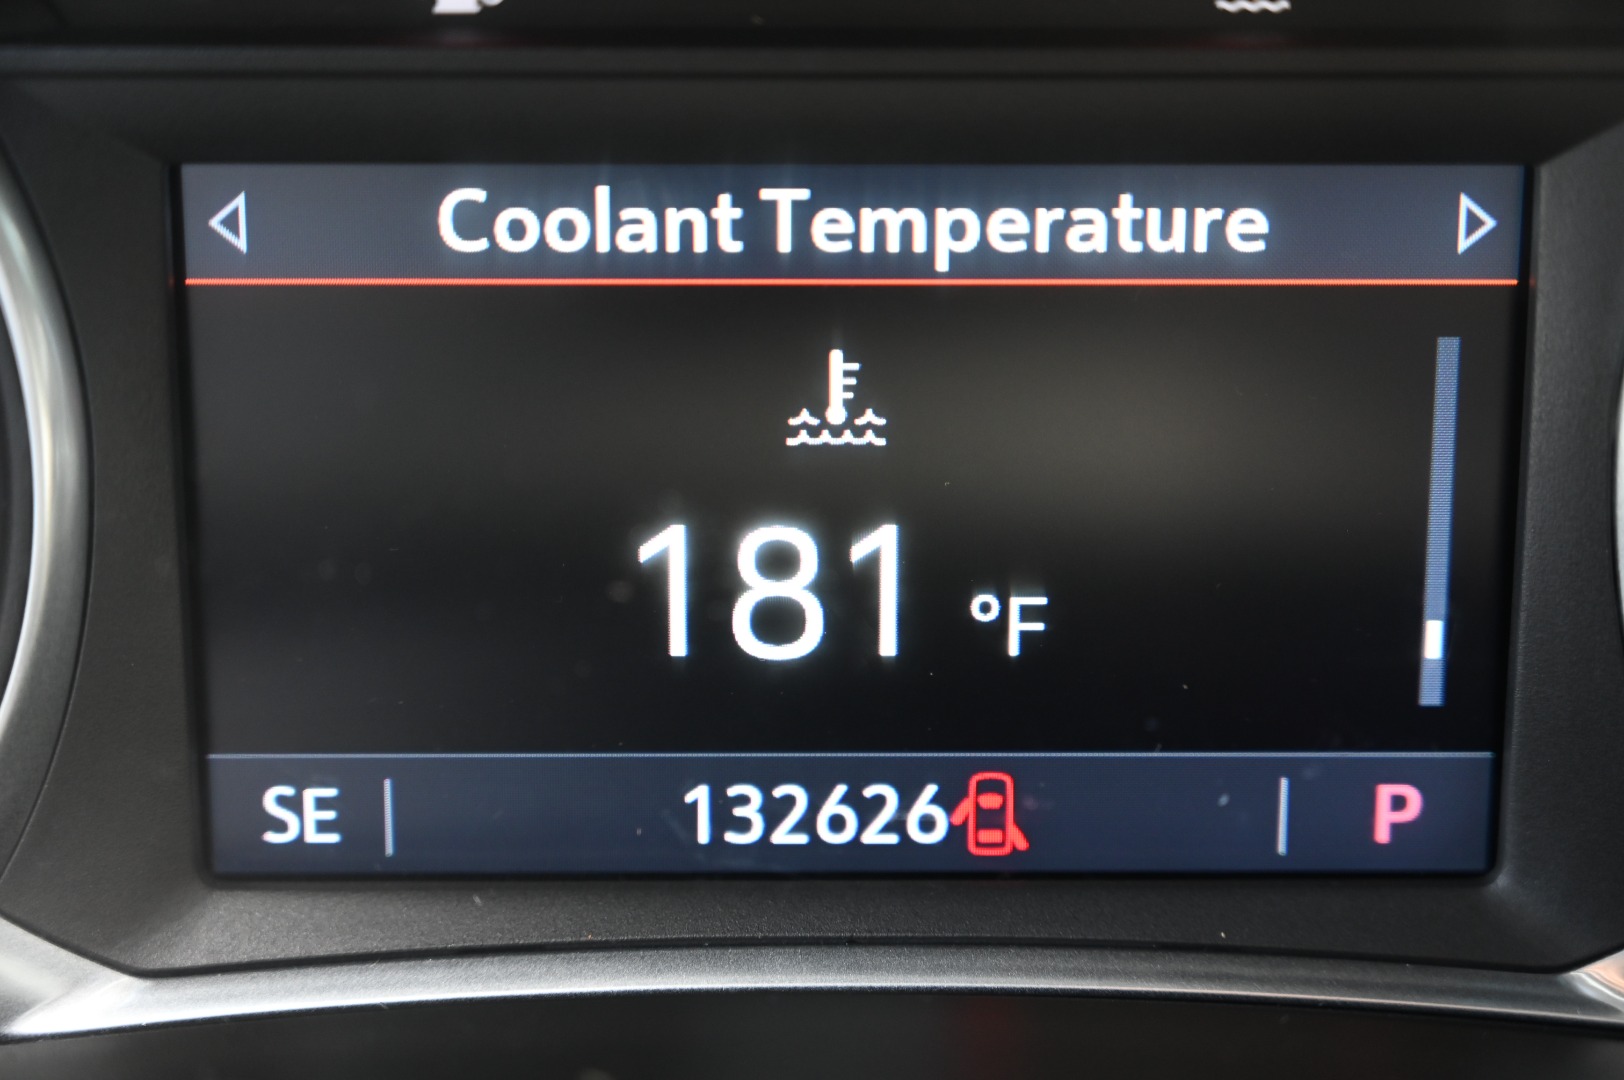 Coolant Temperature
181 °F
SE 132626 P